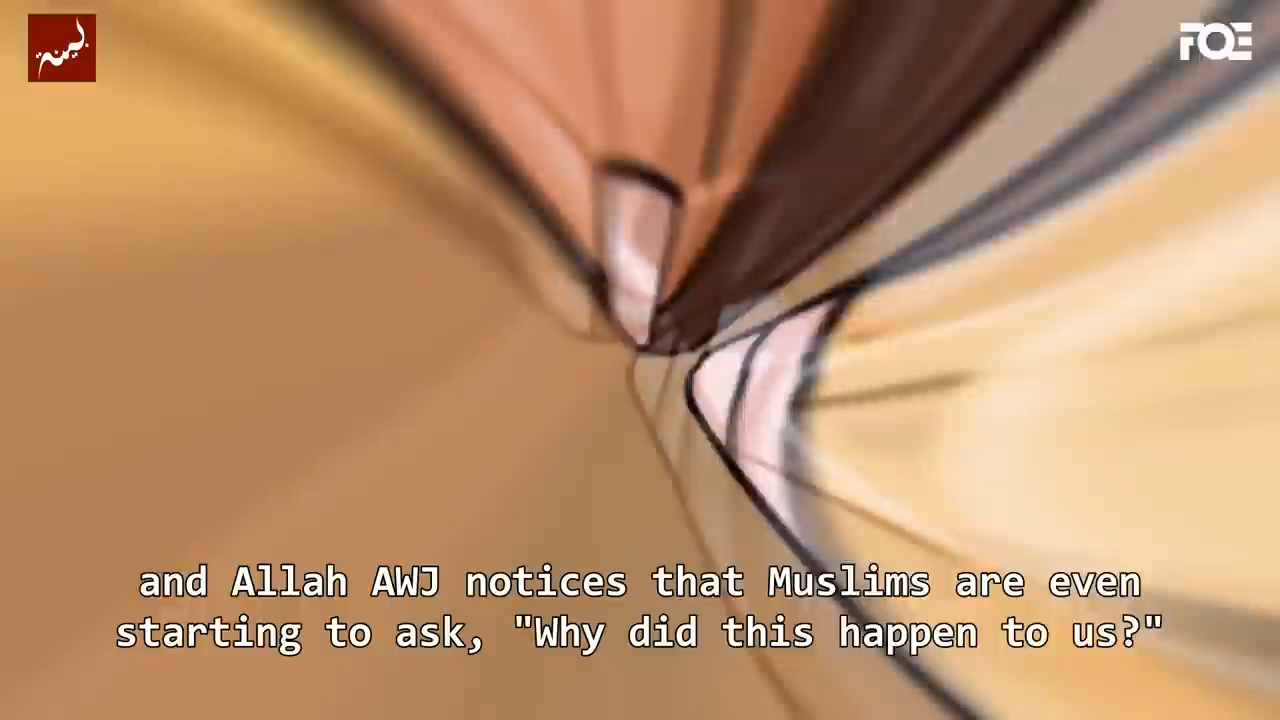 FOE
and Allah AWJ notices that Muslims are even
starting to ask, "Why did this happen to us?"